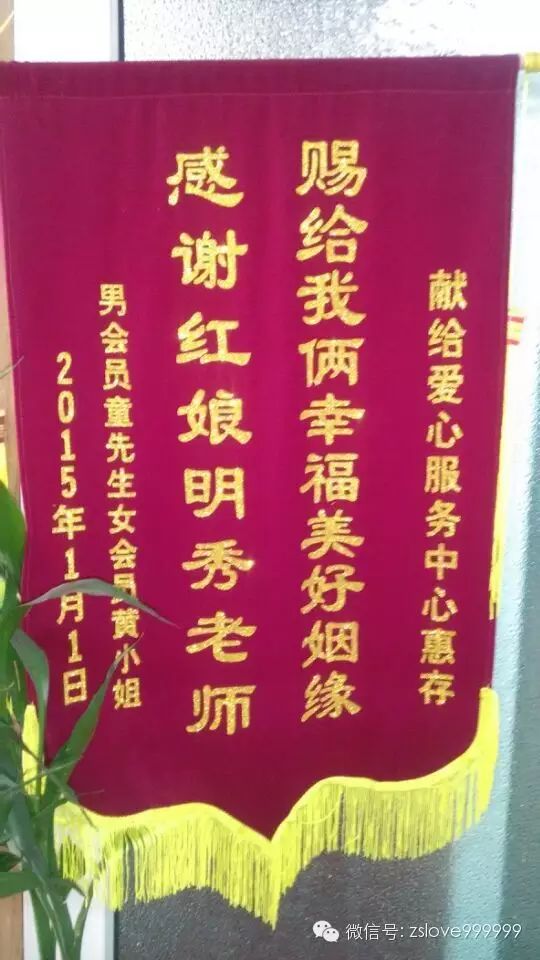 献给爱心服务中心惠存
赐给我俩幸福美好姻缘
感谢红娘明秀老师
男会员童先生女会员黄小姐
2015年1月1日
微信号: zslove999999